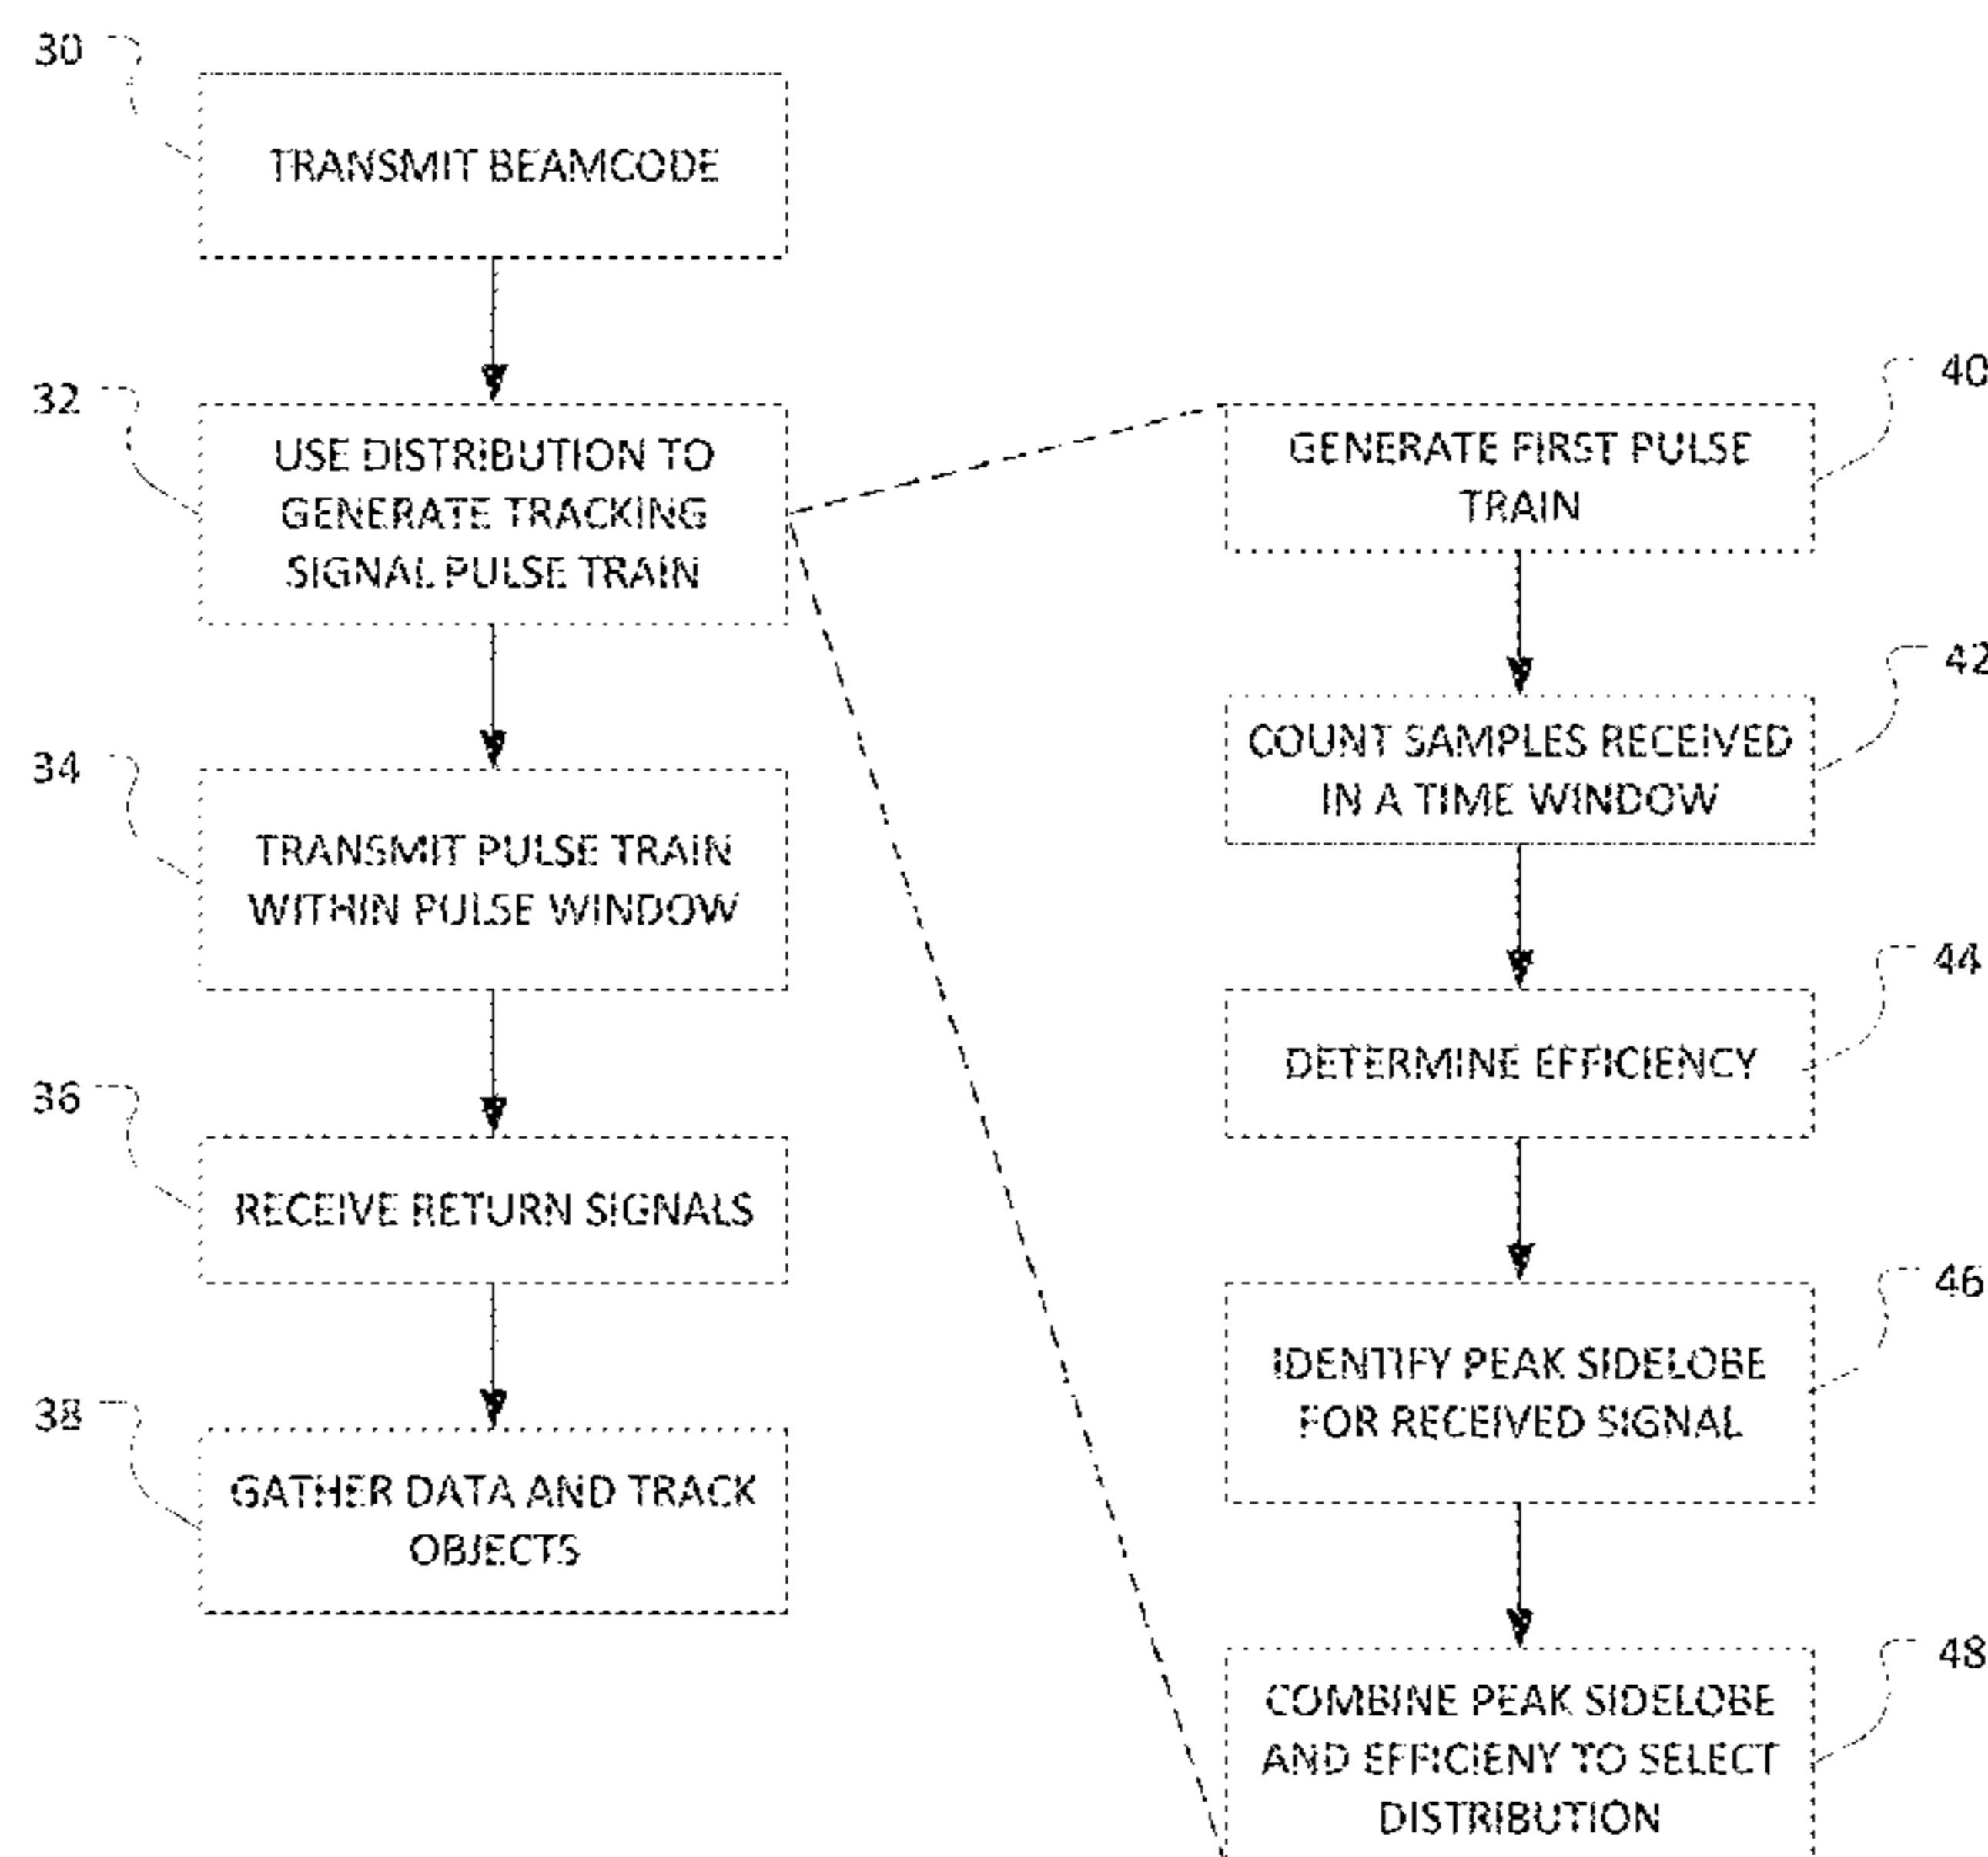 30
TRANSMIT BEAMCODE
32
USE DISTRIBUTION TO
GENERATE TRACKING
SIGNAL PULSE TRAIN
34
TRANSMIT PULSE TRAIN
WITHIN PULSE WINDOW
36
RECEIVE RETURN SIGNALS
38
GATHER DATA AND TRACK
OBJECTS
40
GENERATE FIRST PULSE
TRAIN
42
COUNT SAMPLES RECEIVED
IN A TIME WINDOW
44
DETERMINE EFFICIENCY
46
IDENTIFY PEAK SIDELOBE
FOR RECEIVED SIGNAL
48
COMBINE PEAK SIDELOBE
AND EFFICIENY TO SELECT
DISTRIBUTION